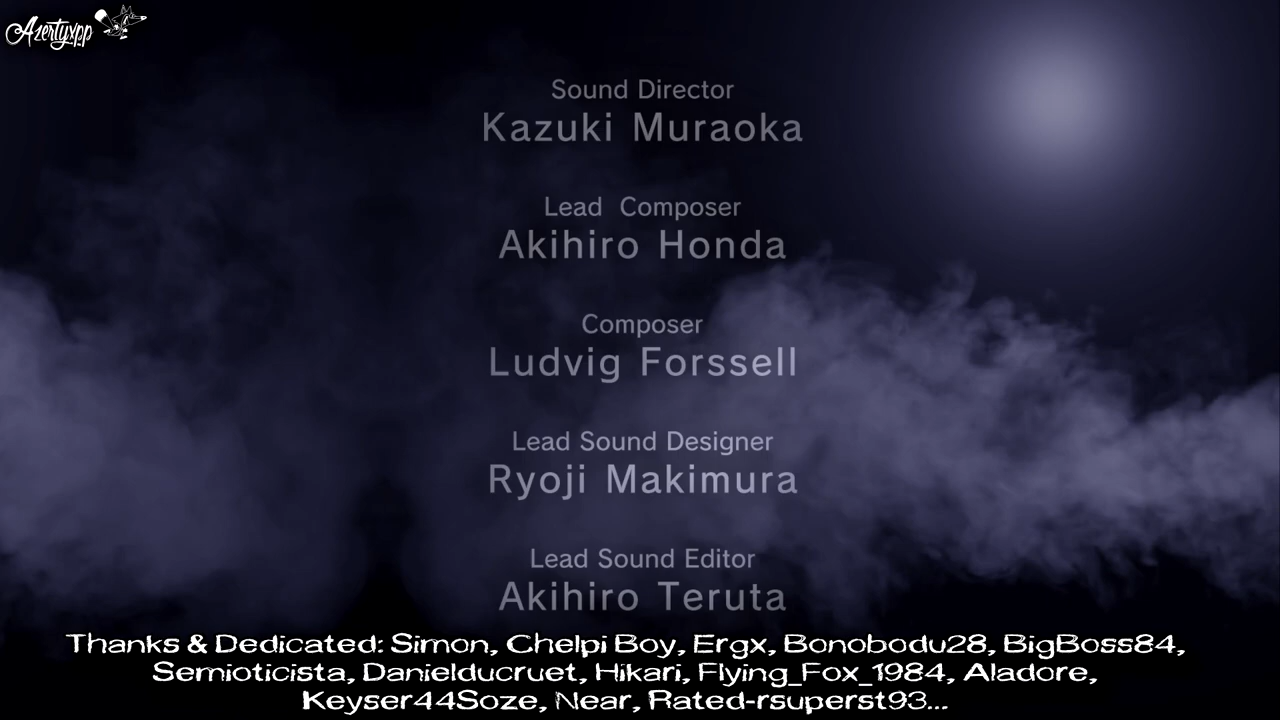 Azertyxpp
Sound Director
Kazuki Muraoka
Lead Composer
Akihiro Honda
Composer
Ludvig Forssell
Lead Sound Designer
Ryoji Makimura
Lead Sound Editor
Akihiro Teruta
Thanks & Dedicated: Simon, Chelpi Boy, Ergx, Bonobodu28, BigBoss84,
Semioticista, Danielducruet, Hikari, Flying_Fox_1984, Aladore,
Keyser44Soze, Near, Rated-rsuperst93...